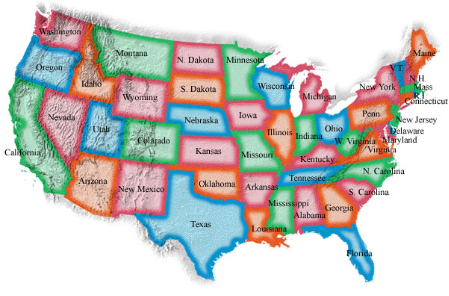 Washington
Oregon
California
Nevada
Idaho
Montana
Wyoming
Utah
Colorado
Arizona
New Mexico
N. Dakota
S. Dakota
Nebraska
Kansas
Oklahoma
Texas
Minnesota
Iowa
Missouri
Arkansas
Louisiana
Wisconsin
Illinois
Michigan
Indiana
Ohio
Kentucky
Tennessee
Mississippi
Alabama
Georgia
Florida
S. Carolina
N. Carolina
Virginia
W. Virginia
Maryland
Delaware
New Jersey
Penn
New York
Connecticut
R.I
Mass
N.H.
V.T.
Maine